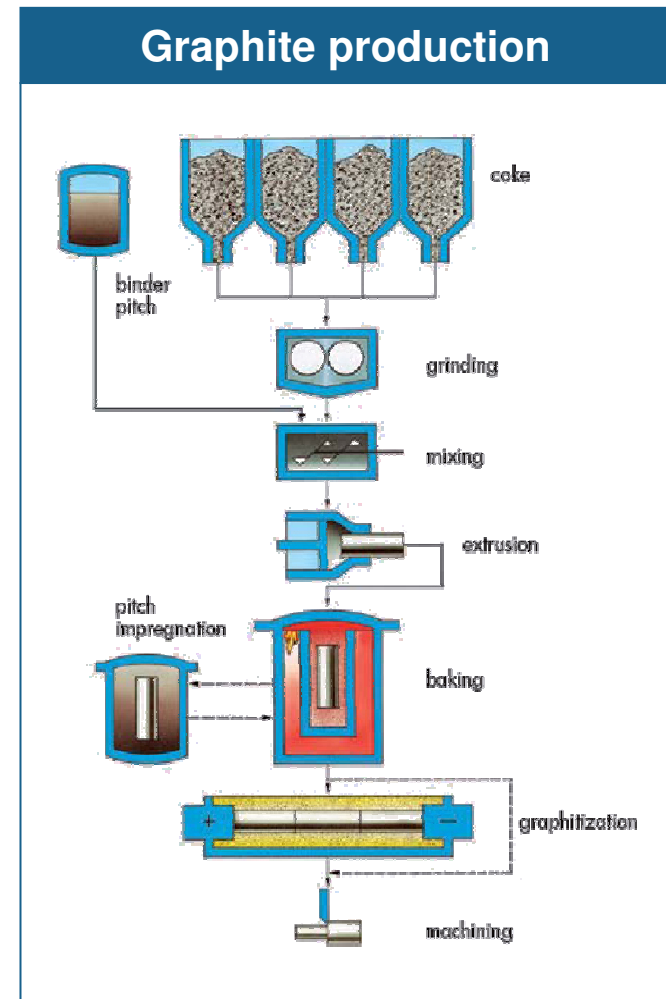 Graphite production
coke
binder
pitch
grinding
mixing
extrusion
pitch
impregnation
baking
+
−
graphitization
machining